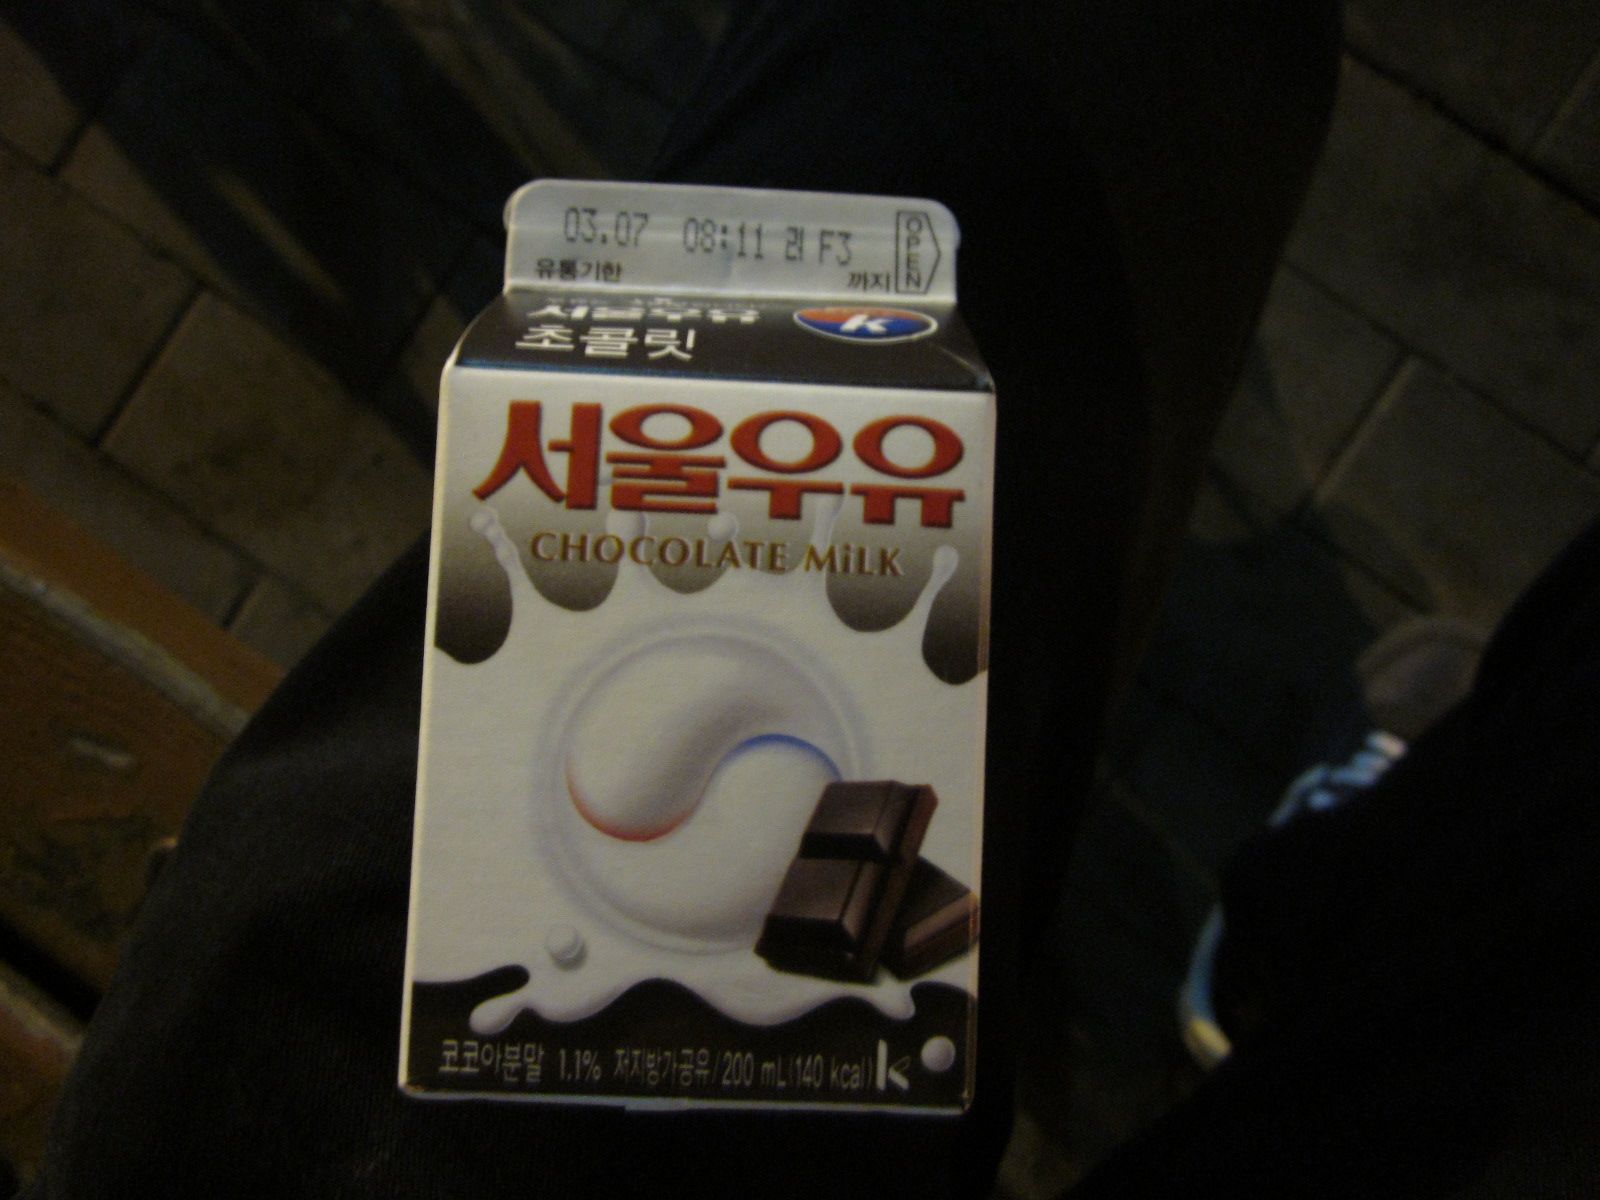 03.07 08:11 라 F3
유통기한 까지
OPEN
서울우유
초콜릿
K
서울우유
CHOCOLATE MiLK
코코아분말 1.1% 저지방가공유/200 mL(140 kcal)
k